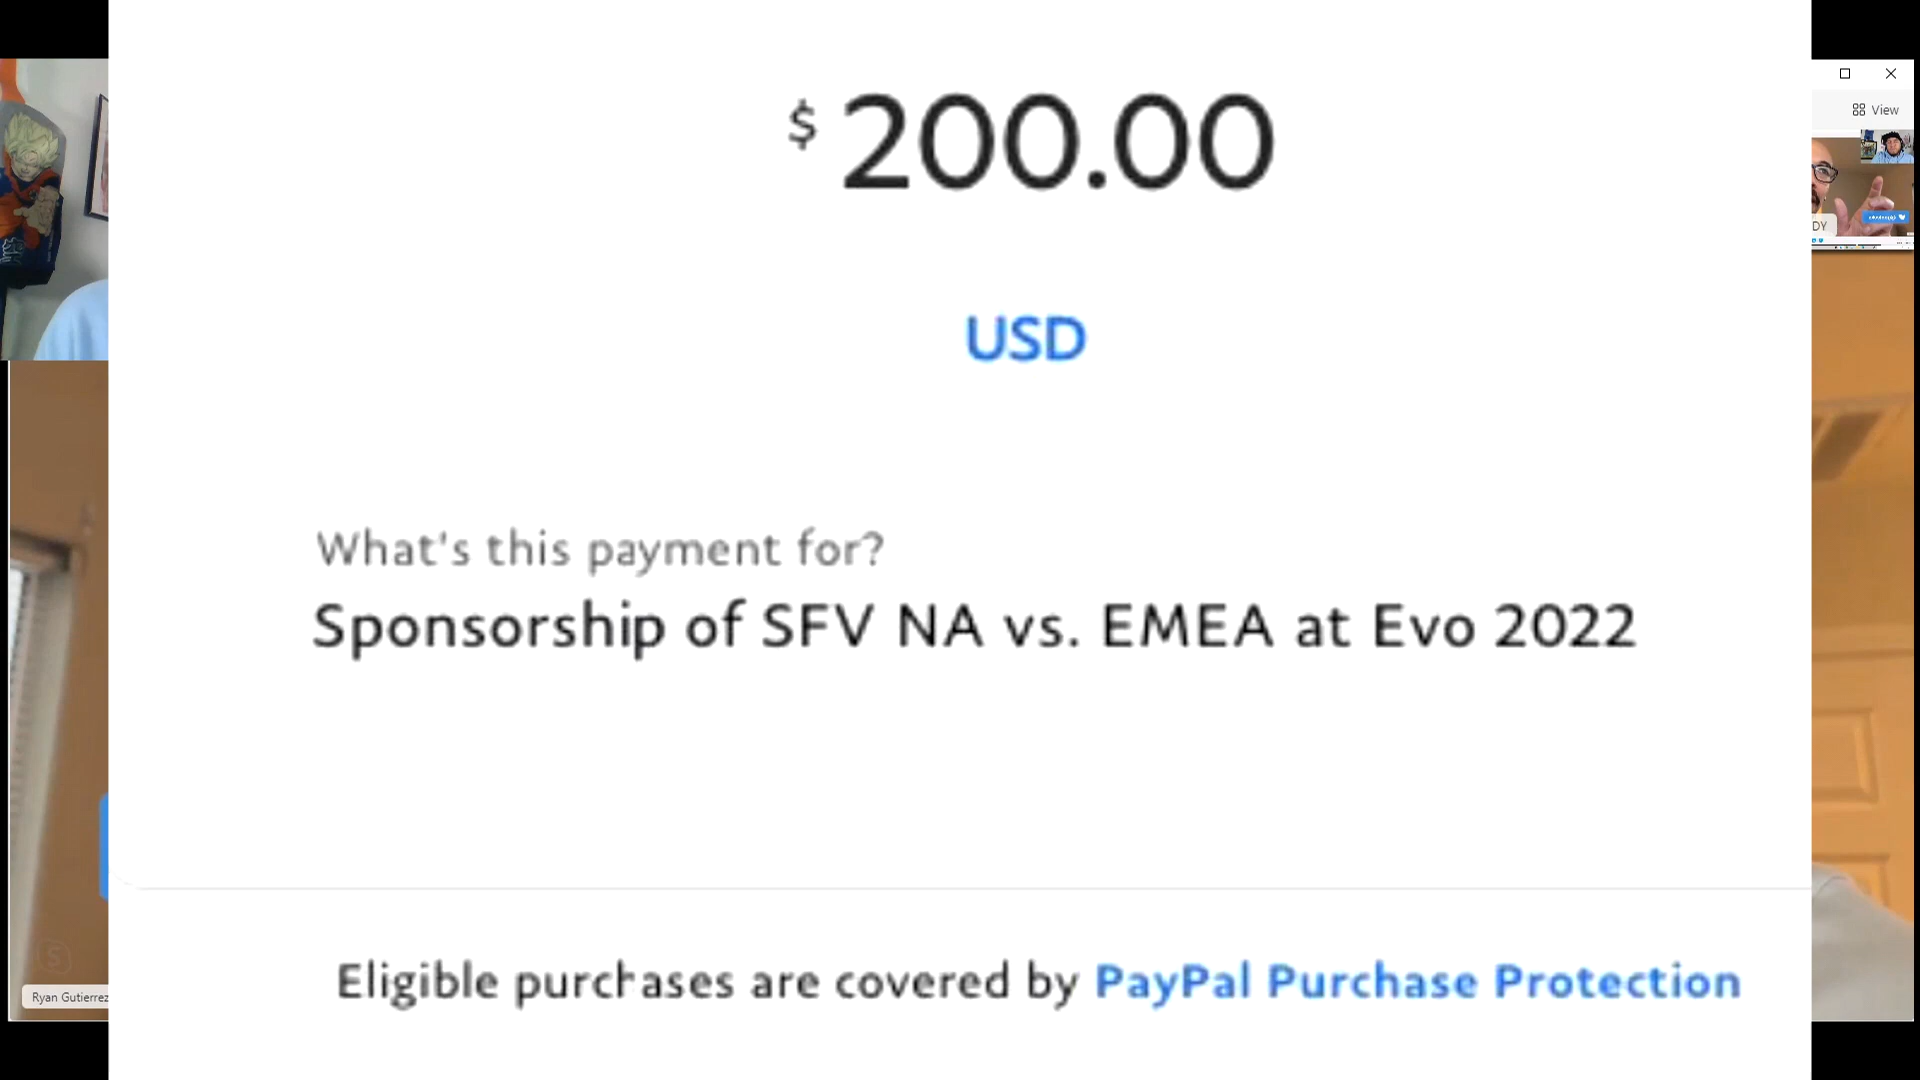 $ 200.00
USD
What's this payment for?
Sponsorship of SFV NA vs. EMEA at Evo 2022
Eligible purchases are covered by PayPal Purchase Protection
View
DY
Ryan Gutierrez